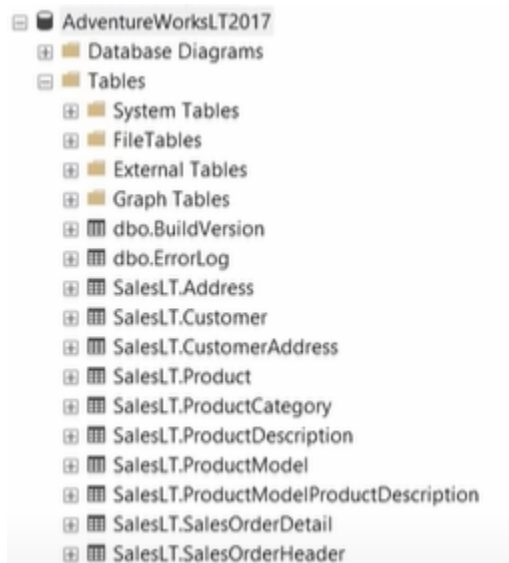 AdventureWorksLT2017
Database Diagrams
Tables
System Tables
FileTables
External Tables
Graph Tables
dbo.BuildVersion
dbo.ErrorLog
SalesLT.Address
SalesLT.Customer
SalesLT.CustomerAddress
SalesLT.Product
SalesLT.ProductCategory
SalesLT.ProductDescription
SalesLT.ProductModel
SalesLT.ProductModelProductDescription
SalesLT.SalesOrderDetail
SalesLT.SalesOrderHeader